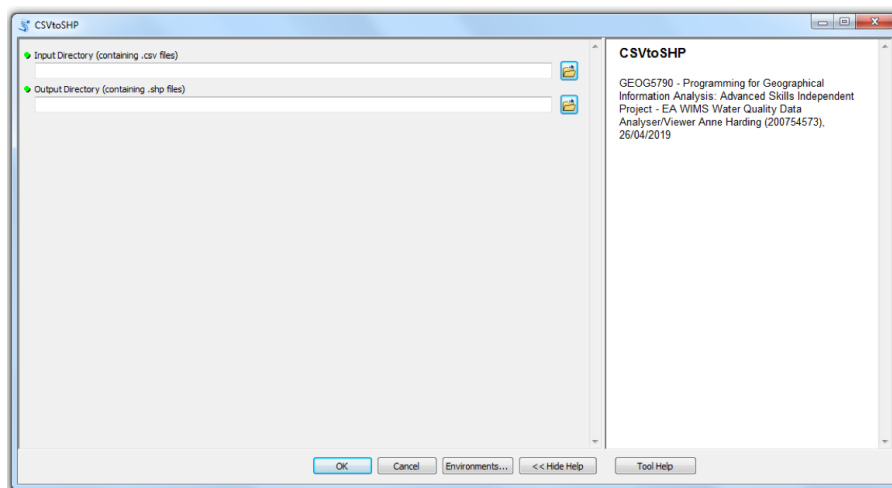 CSVtoSHP
Input Directory (containing .csv files)
Output Directory (containing .shp files)
CSVtoSHP
GEOG5790 - Programming for Geographical
Information Analysis: Advanced Skills Independent
Project - EA WIMS Water Quality Data
Analyser/Viewer Anne Harding (200754573),
26/04/2019
OK Cancel Environments... << Hide Help Tool Help